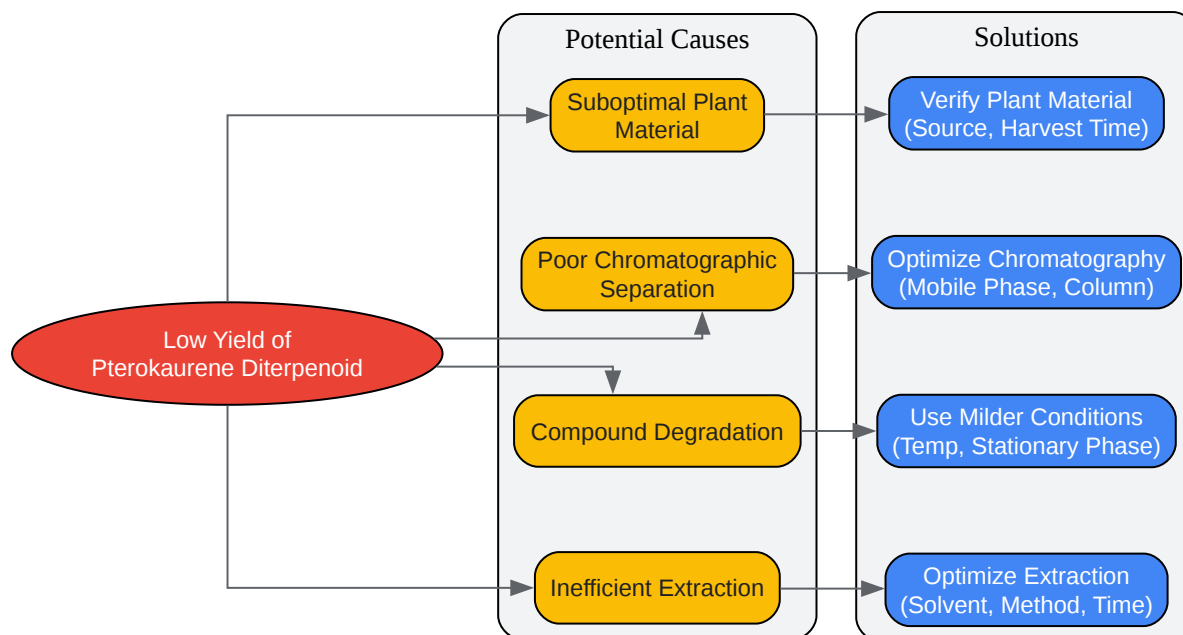 Potential Causes
Solutions
Suboptimal Plant
Material
Verify Plant Material
(Source, Harvest Time)
Poor Chromatographic
Separation
Optimize Chromatography
(Mobile Phase, Column)
Low Yield of
Pterokaurene Diterpenoid
Compound Degradation
Use Milder Conditions
(Temp, Stationary Phase)
Inefficient Extraction
Optimize Extraction
(Solvent, Method, Time)